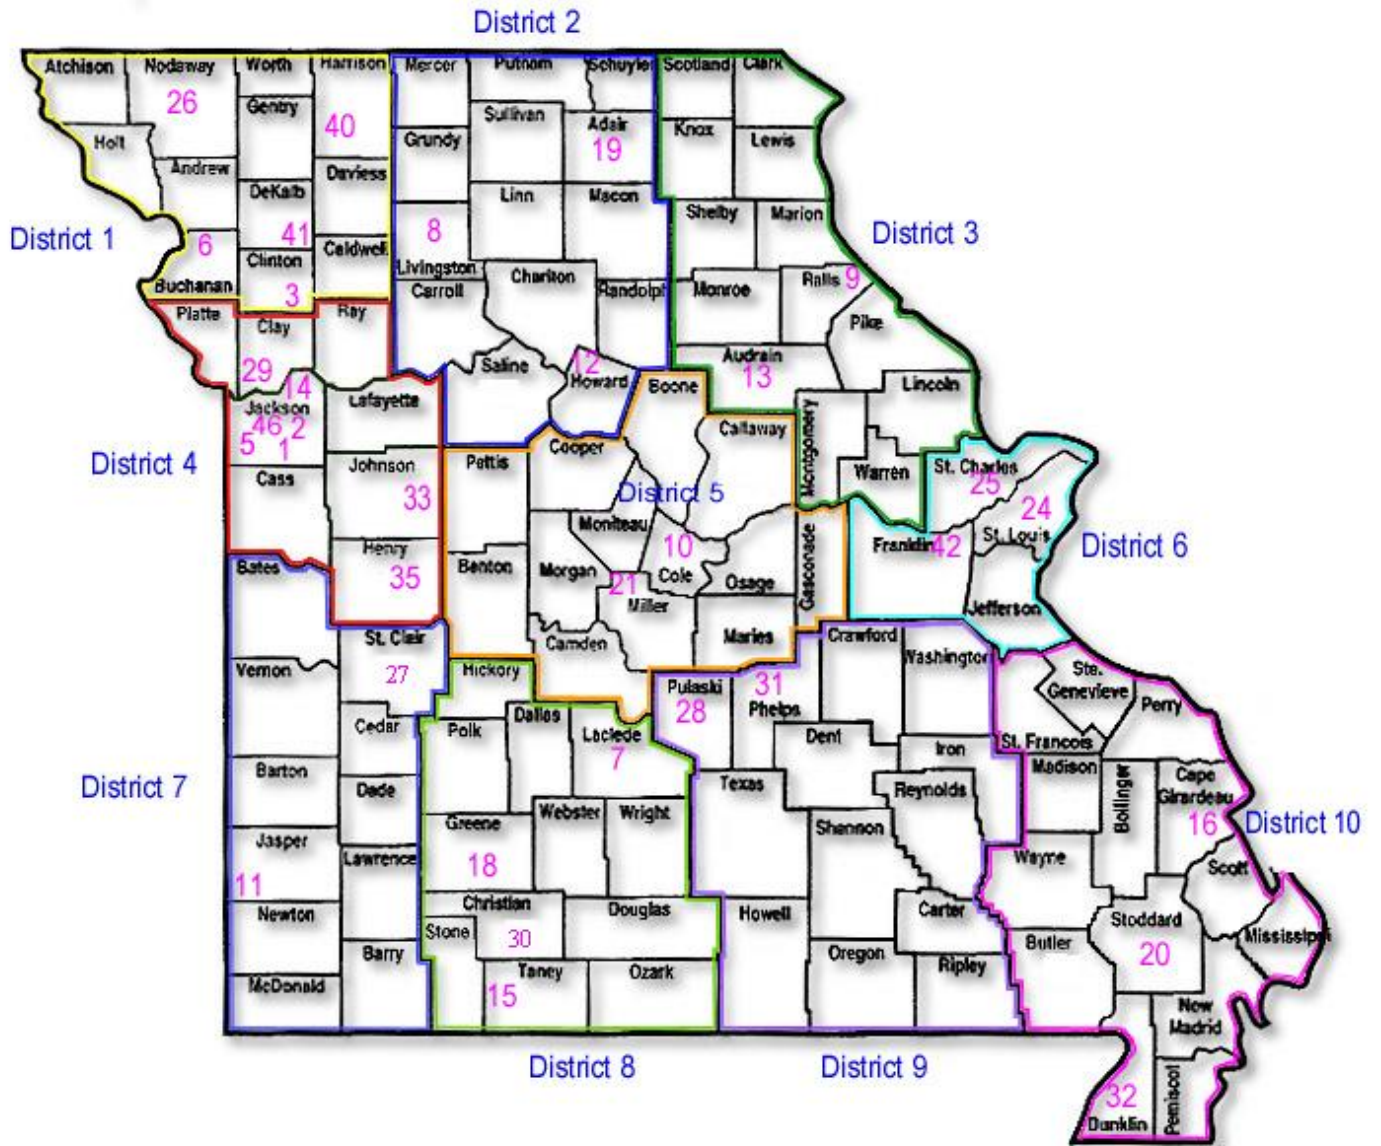 District 2
Atchison Nodaway Worth Harrison Mercer Putnam Schuyler Scotland Clark
26 Gentry 40 Sullivan Adair Knox Lewis
Holt Grundy 19
Andrew DeKalb Daviess Linn Macon Shelby Marion
District 1 6 41 Caldwell 8 District 3
Clinton Livingston Chariton Ralls 9
Buchanan 3 Carroll Randolph Monroe
Platte Clay Ray Pike
29 Saline 12 Audrain
14 Howard Boone 13 Lincoln
Jackson Lafayette
46 2 Callaway
5 1 Cooper Montgomery
District 4 Johnson Pettis Warren St. Charles
Cass 33 District 5 25 24
Moniteau St. Louis
Henry Morgan 10 Franklin 42 District 6
Bates 35 Benton 21 Cole Osage Gasconade
Miller Jefferson
St. Clair Camden Maries Crawford
Vernon 27 Hickory Pulaski 31 Washington Ste.
Genevieve
Cedar Polk Dallas 28 Phelps Perry
Laclede Dent St. Francois
Barton 7 Iron Madison Cape
District 7 Dade Texas Reynolds Bollinger Girardeau
Greene Webster Wright Shannon 16 District 10
Jasper Lawrence 18 Wayne Scott
11 Christian Douglas Howell Carter Stoddard
Newton Stone 30 Butler Mississippi
Barry Taney Ozark Oregon Ripley 20
McDonald 15 New
Madrid
District 8 District 9
32 Pemiscot
Dunklin